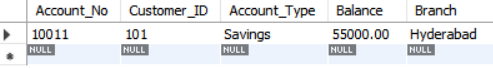 Account_No Customer_ID Account_Type Balance Branch
10011 101 Savings 55000.00 Hyderabad
NULL NULL NULL NULL NULL